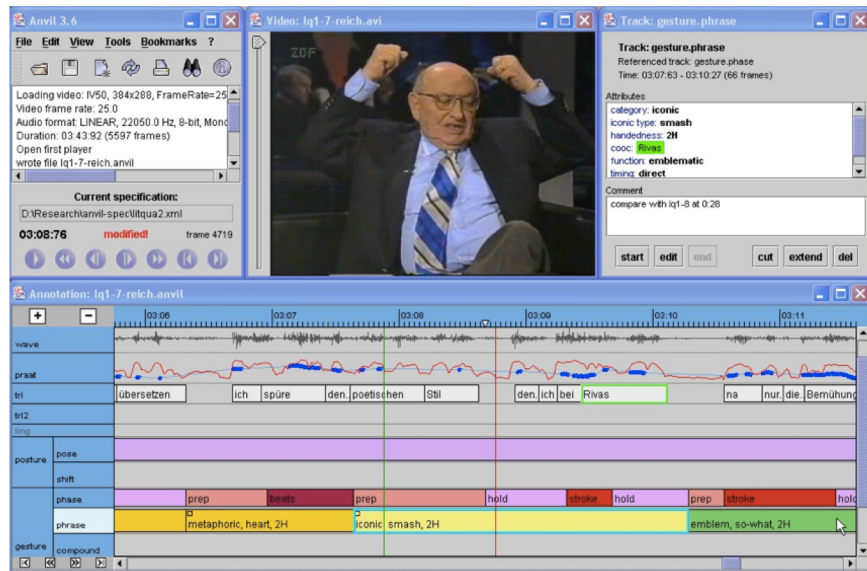 Anvil 3.6
File Edit View Tools Bookmarks ?
Loading video: IV50, 384x288, FrameRate=25
Video frame rate: 25.0
Audio format: LINEAR, 22050.0 Hz, 8-bit, Mono
Duration: 03:43:92 (5597 frames)
Open first player
wrote file lq1-7-reich.anvil
Current specification:
D:\Research\anvil-spec\litqua2.xml
03:08:76 modified! frame 4719
Video: lq1-7-reich.avi
ZDF
Track: gesture.phrase
Track: gesture.phrase
Referenced track: gesture.phase
Time: 03:07:63 - 03:10:27 (66 frames)
Attributes
category: iconic
iconic type: smash
handedness: 2H
cooc: Rivas
function: emblematic
timing: direct
Comment
compare with lq1-8 at 0:28
start edit end cut extend del
Annotation: lq1-7-reich.anvil
+ -
03:06 03:07 03:08 03:09 03:10 03:11
wave
praat
trl übersetzen ich spüre den.. poetischen Stil den. ich bei Rivas na nur. die.. Bemühung
trl2
ling
posture pose
shift
phase prep beats prep hold stroke hold prep stroke hold
phrase metaphoric, heart, 2H iconic, smash, 2H emblem, so-what, 2H
gesture compound